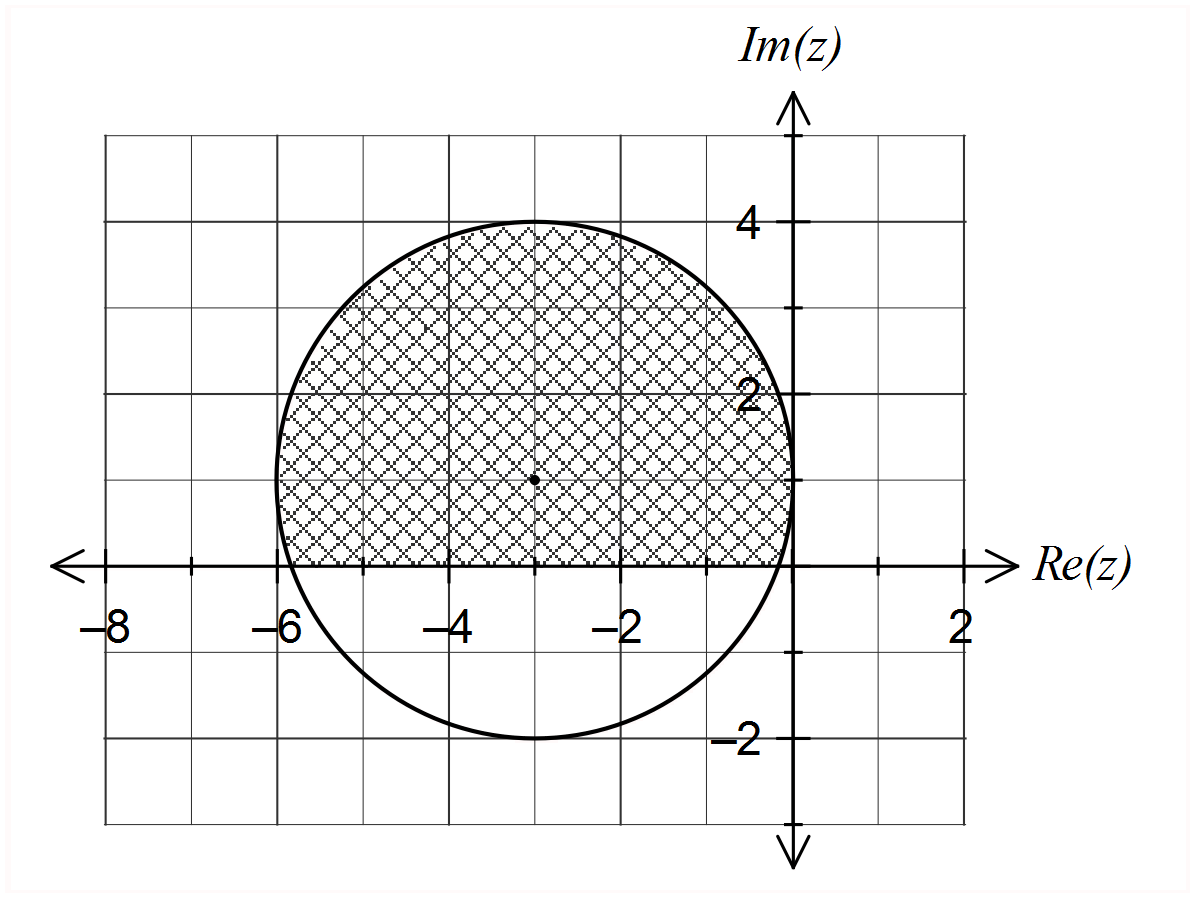 Im(z)
4
2
Re(z)
–8 –6 –4 –2 2
–2